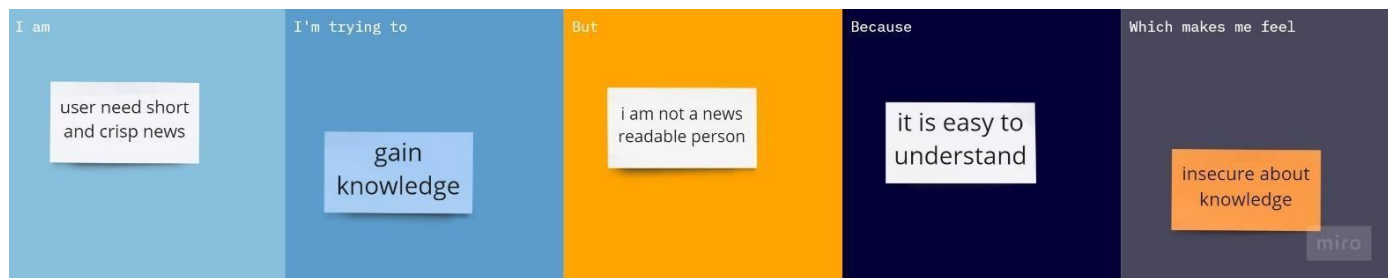 I am
user need short
and crisp news
I'm trying to
gain
knowledge
But
i am not a news
readable person
Because
it is easy to
understand
Which makes me feel
insecure about
knowledge
miro